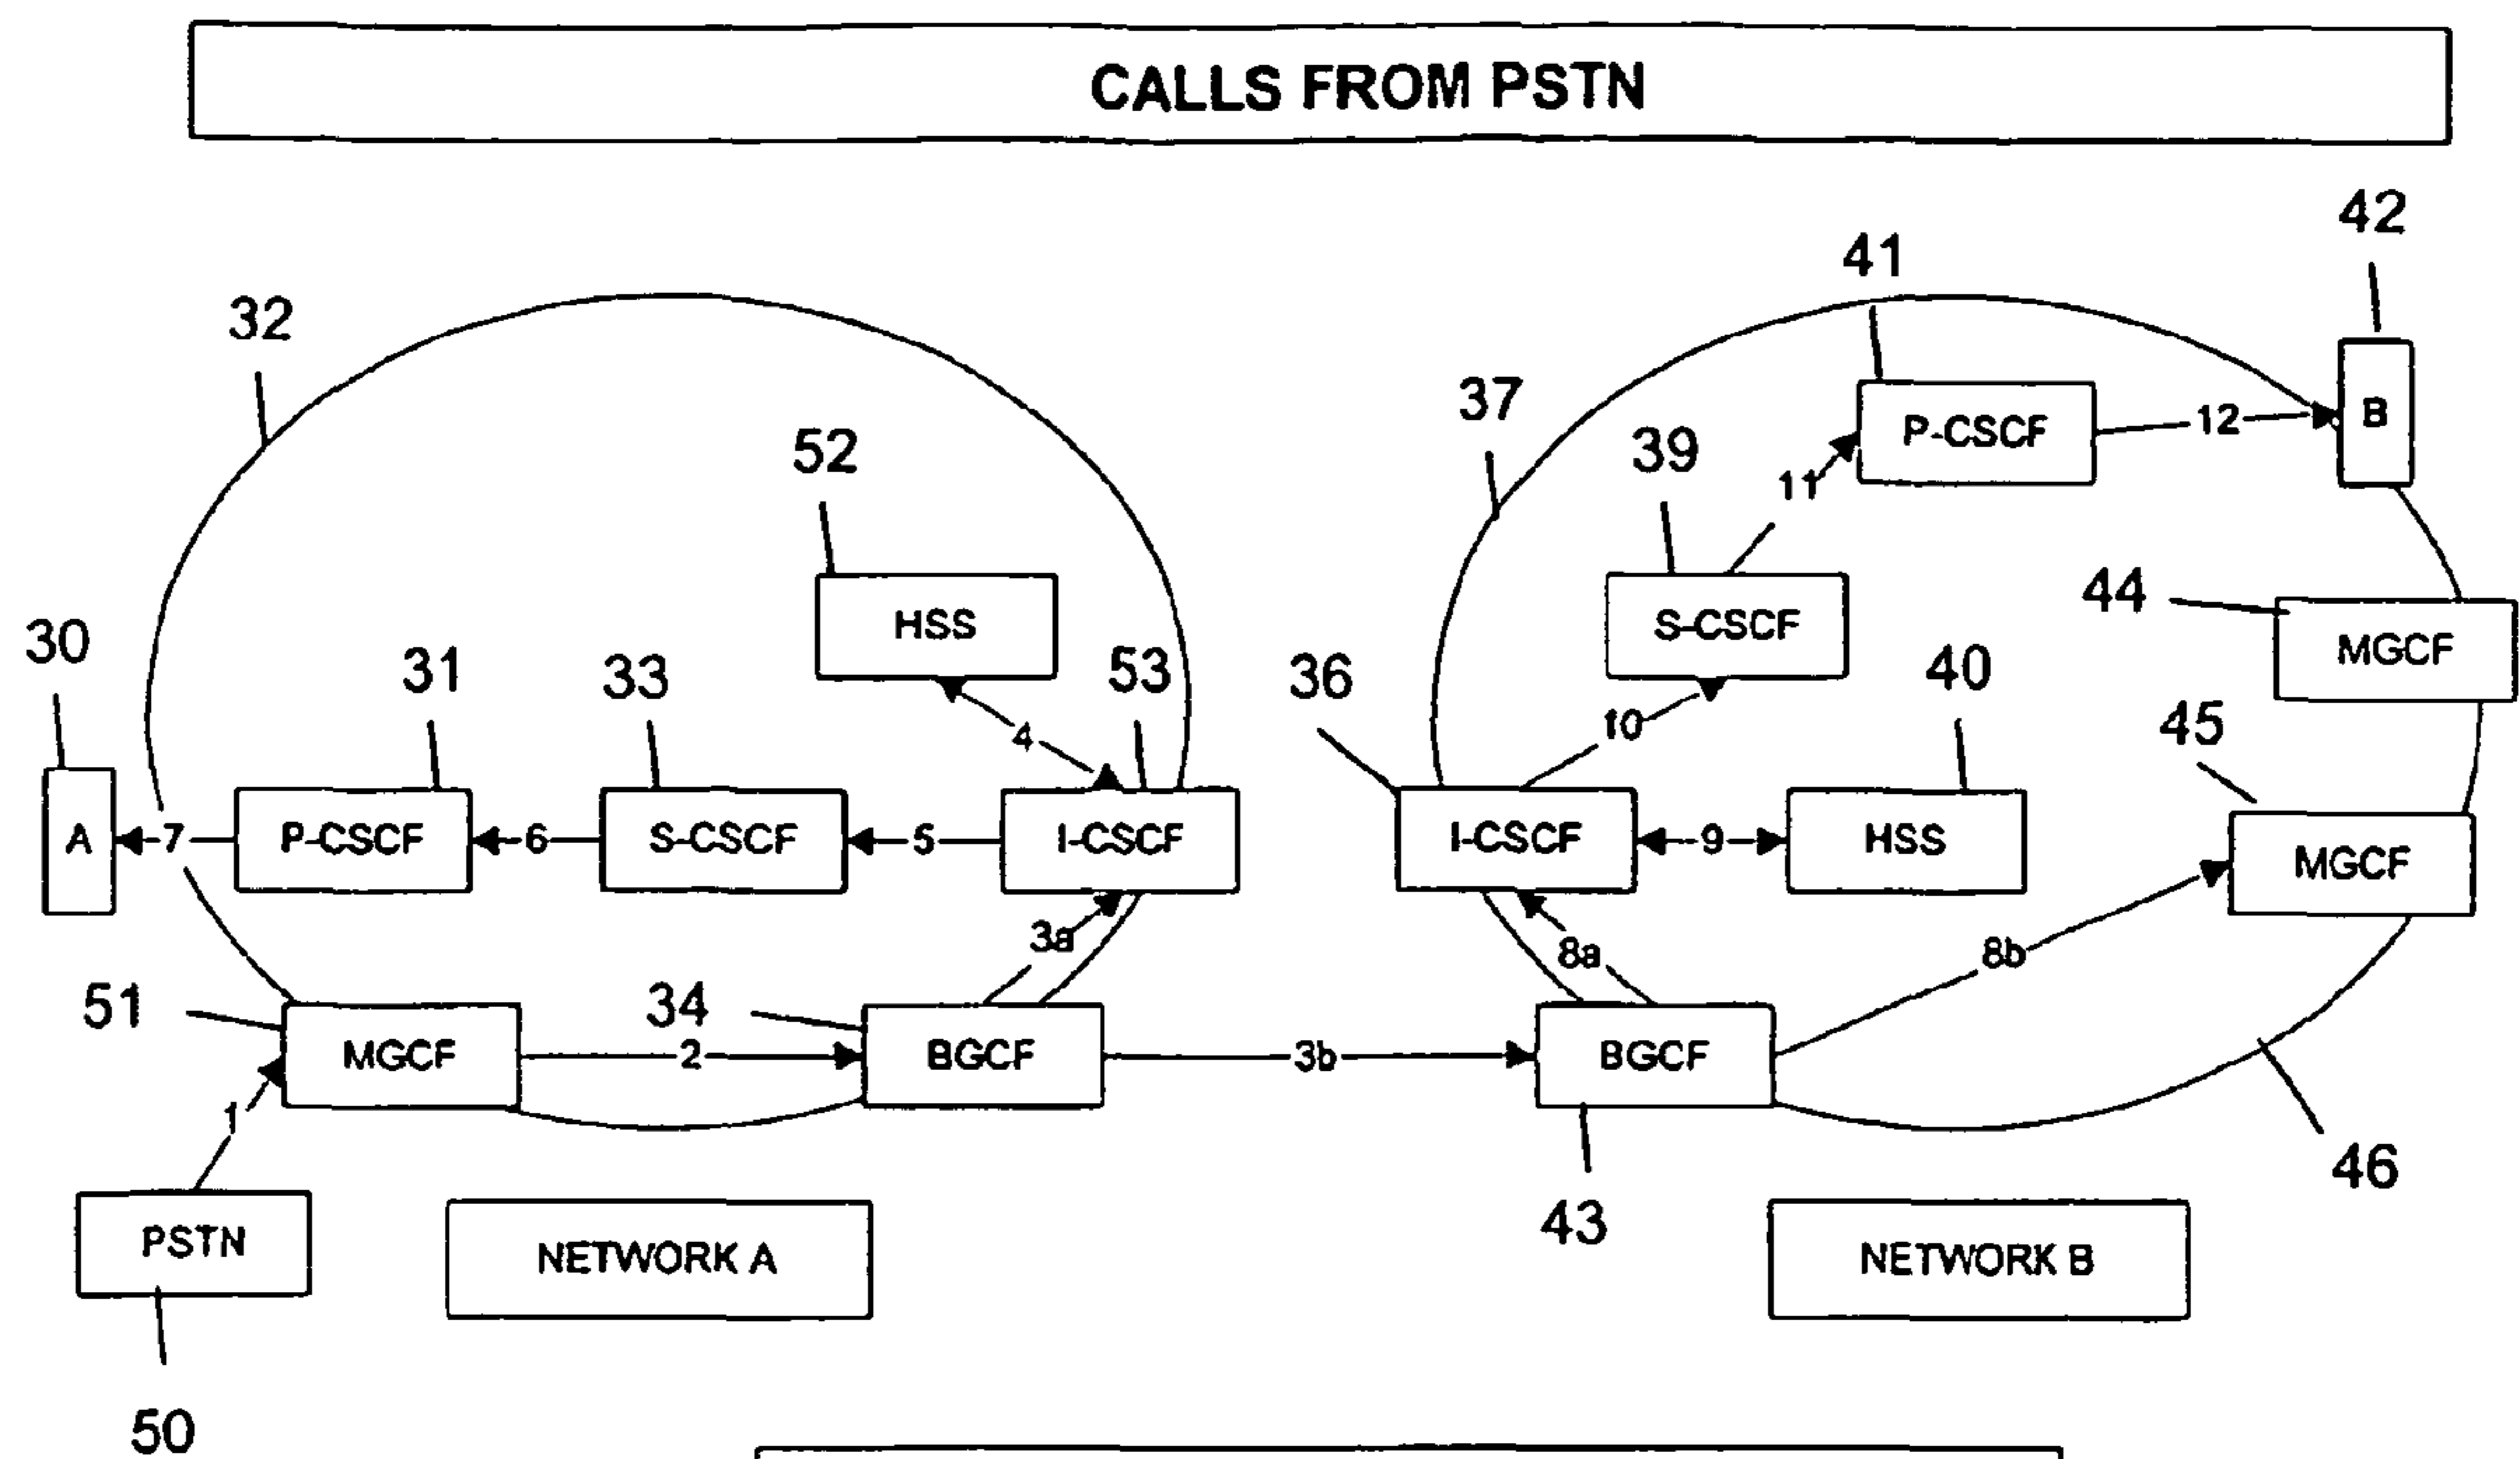 CALLS FROM PSTN
42
41
32
37
P-CSCF
12
B
52
39
11
HSS
S-CSCF
44
MGCF
30
31
33
53
36
40
4
10
45
A
7
P-CSCF
6
S-CSCF
5
I-CSCF
I-CSCF
9
HSS
MGCF
3a
8a
8b
51
34
MGCF
2
BGCF
3b
BGCF
1
46
PSTN
NETWORK A
43
NETWORK B
50